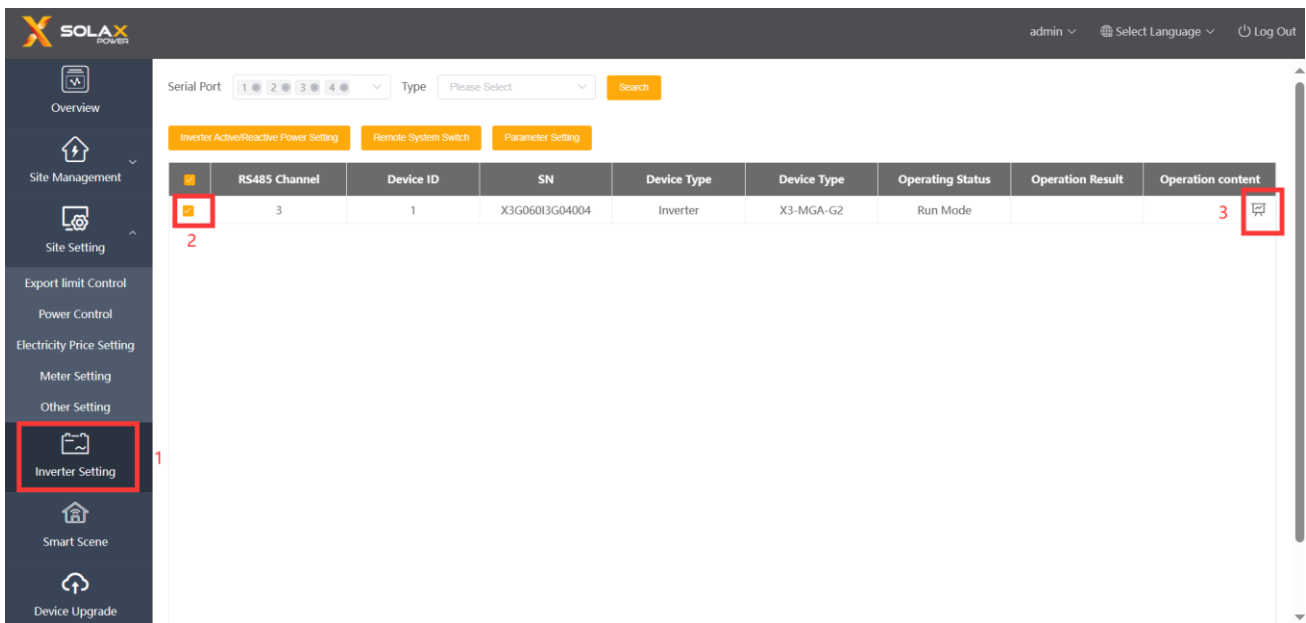 SOLAX POWER
admin Select Language Log Out
Overview
Site Management
Site Setting
Export limit Control
Power Control
Electricity Price Setting
Meter Setting
Other Setting
Inverter Setting
1
Smart Scene
Device Upgrade
Serial Port 1 2 3 4 Type Please Select Search
Inverter Active/Reactive Power Setting Remote System Switch Parameter Setting
RS485 Channel Device ID SN Device Type Device Type Operating Status Operation Result Operation content
3 1 X3G060I3G04004 Inverter X3-MGA-G2 Run Mode 3
2